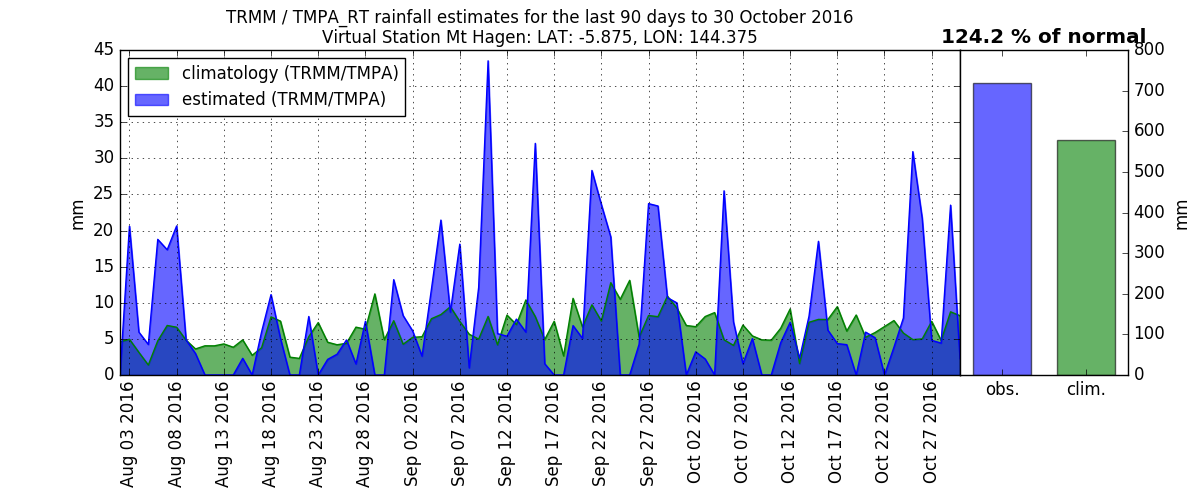 TRMM / TMPA_RT rainfall estimates for the last 90 days to 30 October 2016
Virtual Station Mt Hagen: LAT: -5.875, LON: 144.375
124.2 % of normal
climatology (TRMM/TMPA)
estimated (TRMM/TMPA)
mm
45
40
35
30
25
20
15
10
5
0
Aug 03 2016
Aug 08 2016
Aug 13 2016
Aug 18 2016
Aug 23 2016
Aug 28 2016
Sep 02 2016
Sep 07 2016
Sep 12 2016
Sep 17 2016
Sep 22 2016
Sep 27 2016
Oct 02 2016
Oct 07 2016
Oct 12 2016
Oct 17 2016
Oct 22 2016
Oct 27 2016
obs.
clim.
800
700
600
500
400
300
200
100
0
mm